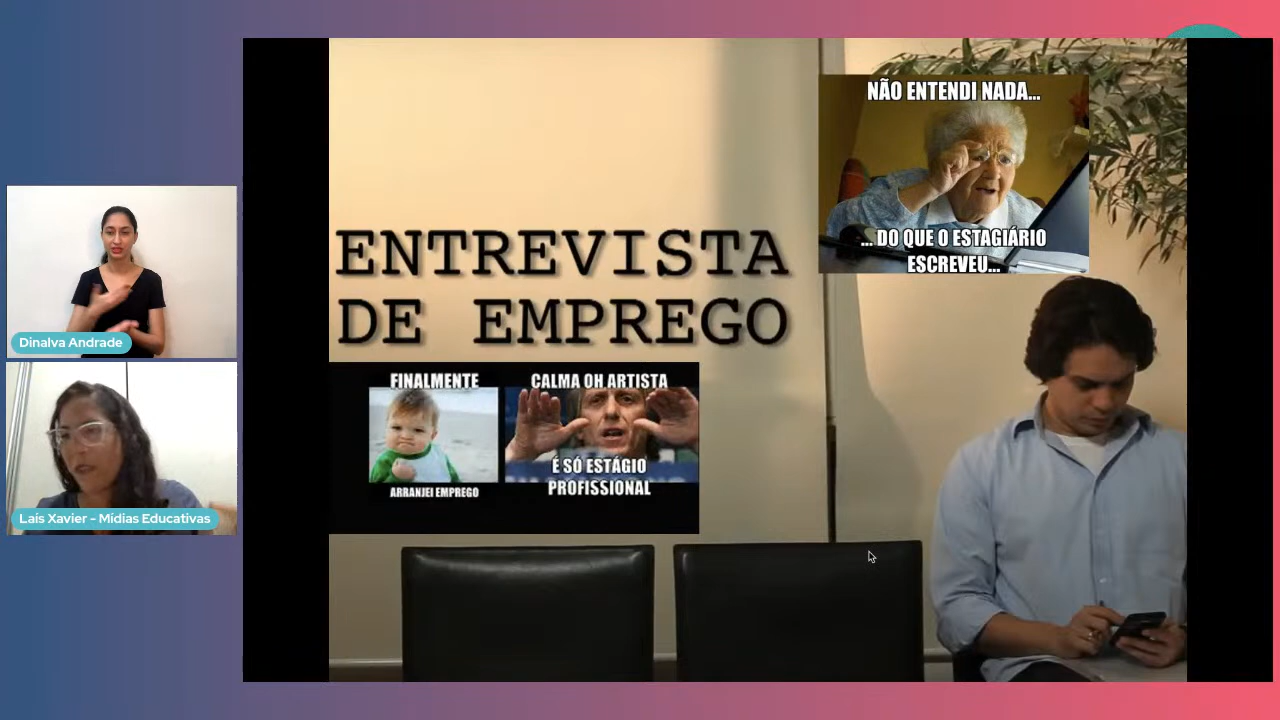 NÃO ENTENDI NADA...
... DO QUE O ESTAGIÁRIO
ESCREVEU...
ENTREVISTA
DE EMPREGO
FINALMENTE
ARRANJEI EMPREGO
CALMA OH ARTISTA
É SÓ ESTÁGIO
PROFISSIONAL
Dinalva Andrade
Laís Xavier - Mídias Educativas